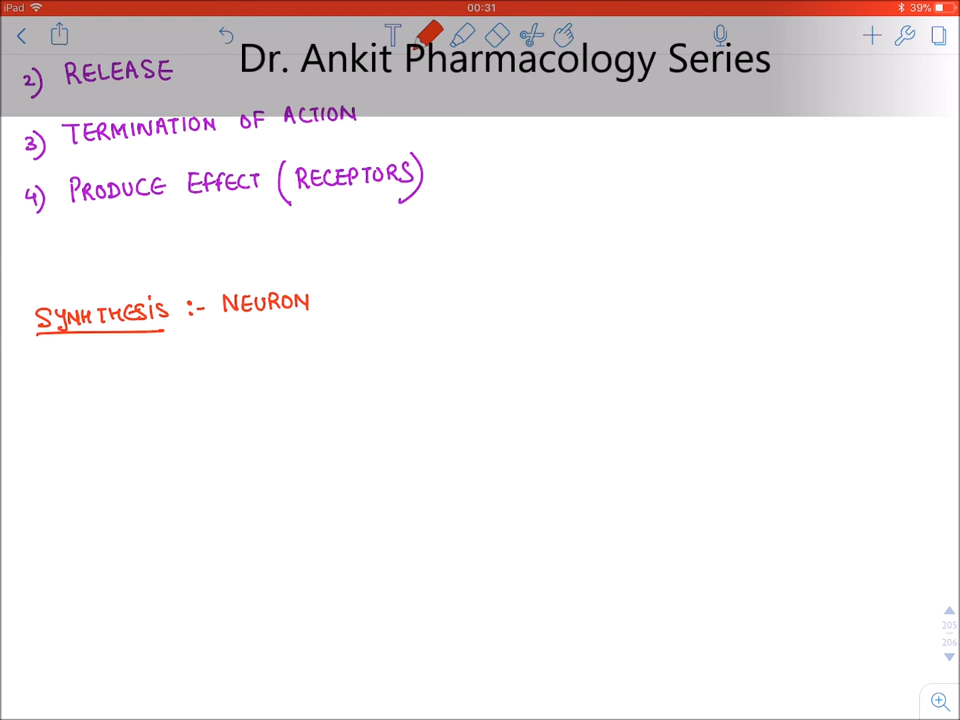 iPad 00:31 39%
T
Dr. Ankit Pharmacology Series
2) RELEASE
3) TERMINATION OF ACTION
4) PRODUCE EFFECT (RECEPTORS)
SYNHTHESIS :- NEURON
205
206